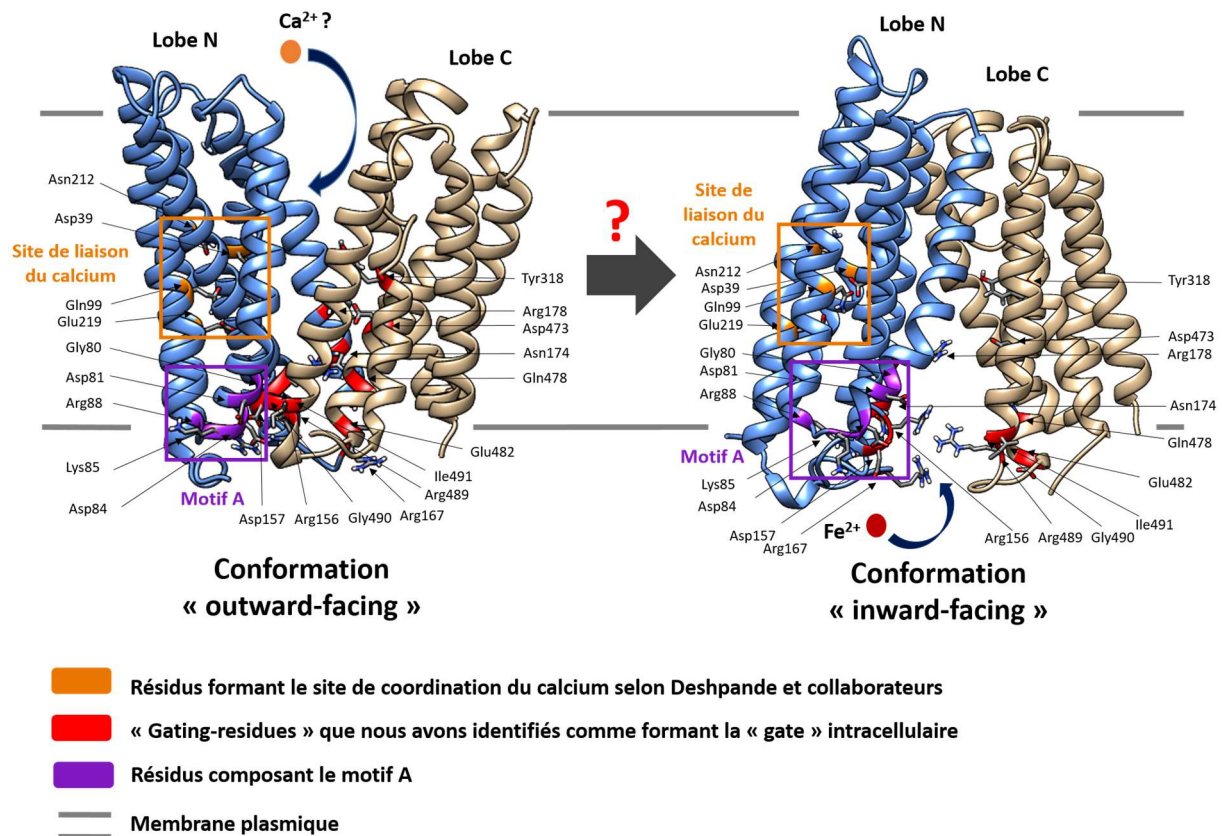 Ca²⁺ ?
Lobe N
Lobe C
Asn212
Asp39
Site de liaison
du calcium
Gln99
Glu219
Gly80
Asp81
Arg88
Lys85
Motif A
Asp84
Asp157
Arg156
Gly490
Arg167
Arg489
Ile491
Glu482
Gln478
Asn174
Asp473
Arg178
Tyr318
Conformation
« outward-facing »
?
Lobe N
Lobe C
Site de
liaison du
calcium
Asn212
Asp39
Gln99
Glu219
Gly80
Asp81
Arg88
Motif A
Lys85
Asp84
Asp157
Arg167
Fe²⁺
Tyr318
Asp473
Arg178
Asn174
Gln478
Glu482
Ile491
Gly490
Arg489
Arg156
Conformation
« inward-facing »
Résidus formant le site de coordination du calcium selon Deshpande et collaborateurs
« Gating-residues » que nous avons identifiés comme formant la « gate » intracellulaire
Résidus composant le motif A
Membrane plasmique